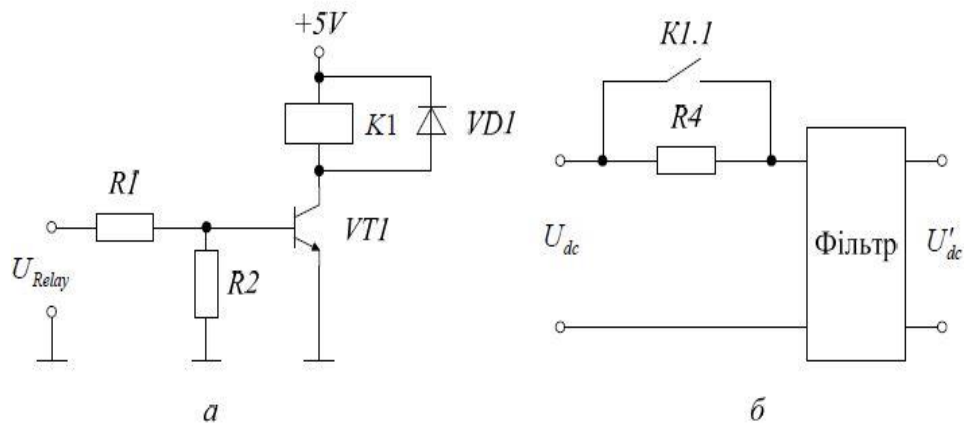 +5V
K1
VD1
R1
VT1
U_Relay
R2
a
K1.1
R4
U_dc
Фільтр
U'_dc
б